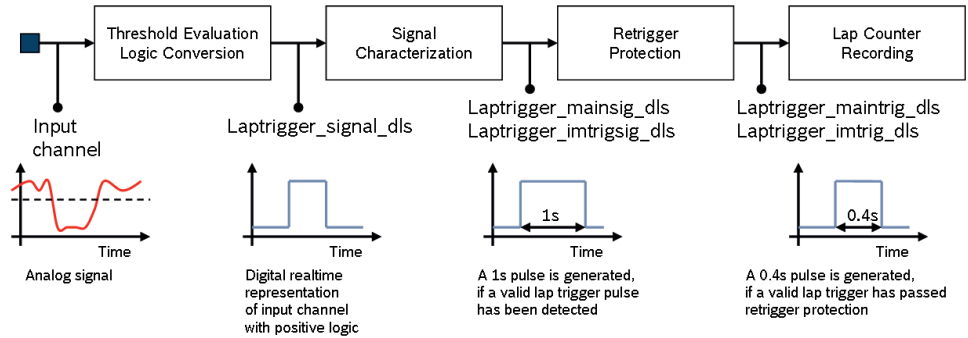 Threshold Evaluation
Logic Conversion
Signal
Characterization
Retrigger
Protection
Lap Counter
Recording
Input
channel
Laptrigger_signal_dls
Laptrigger_mainsig_dls
Laptrigger_imtrigsig_dls
Laptrigger_maintrig_dls
Laptrigger_imtrig_dls
Time
Analog signal
Time
Digital realtime
representation
of input channel
with positive logic
1s
Time
A 1s pulse is generated,
if a valid lap trigger pulse
has been detected
0.4s
Time
A 0.4s pulse is generated,
if a valid lap trigger has passed
retrigger protection